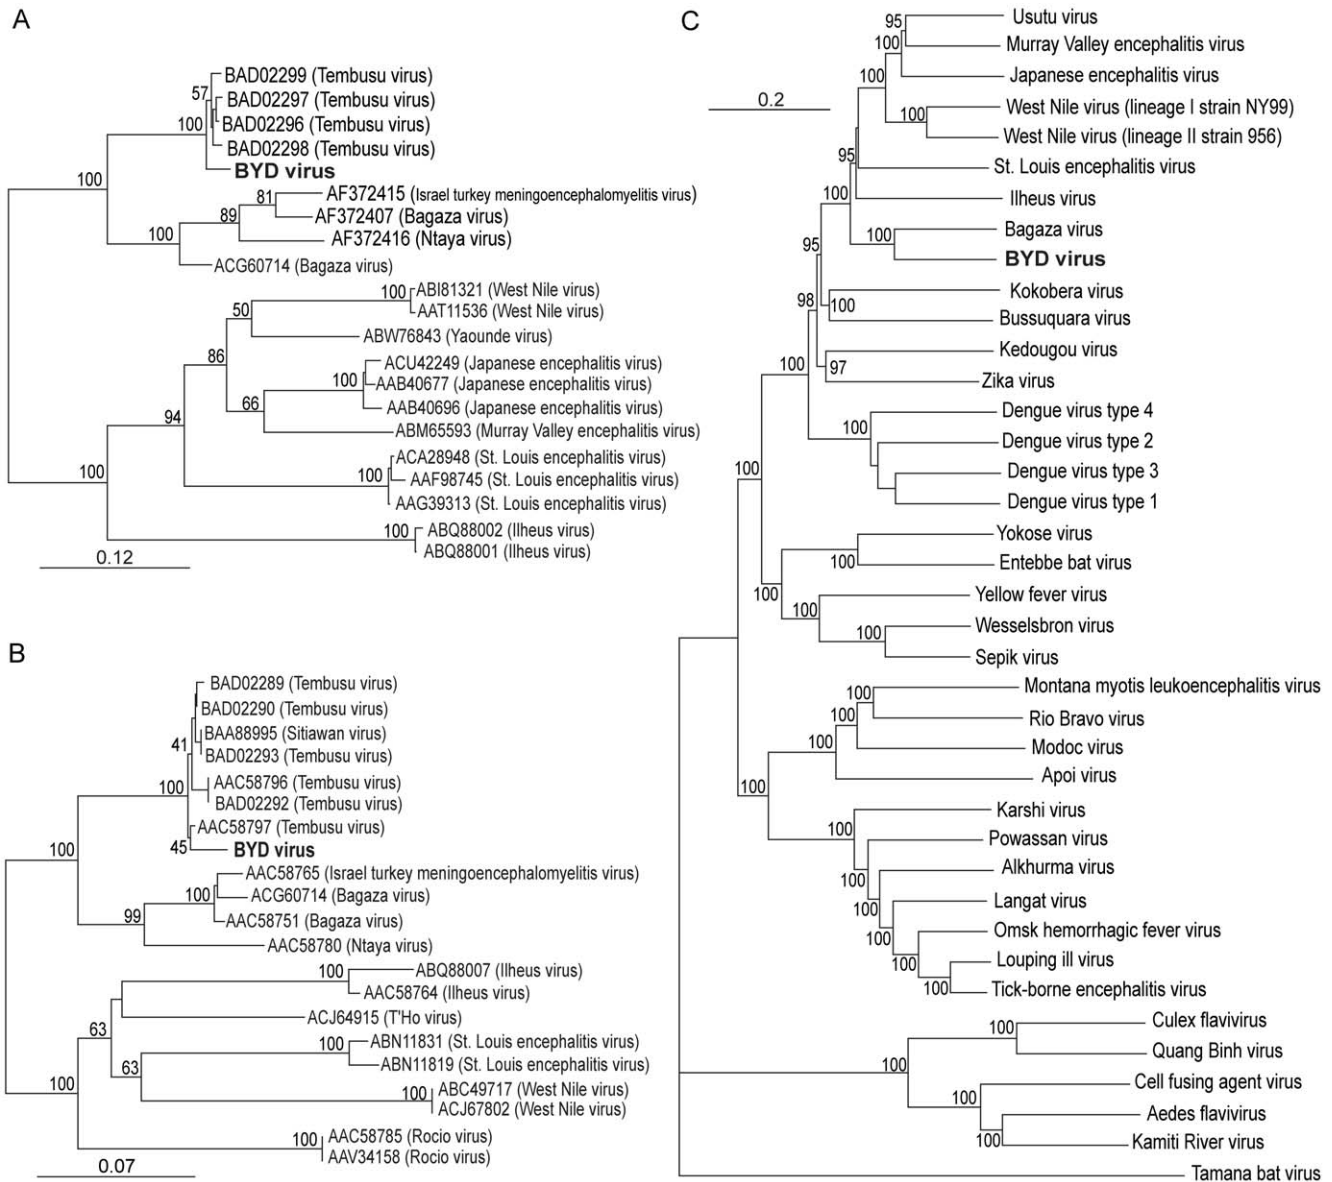 A
BAD02299 (Tembusu virus)
57
BAD02297 (Tembusu virus)
100
BAD02296 (Tembusu virus)
BAD02298 (Tembusu virus)
BYD virus
100
81
AF372415 (Israel turkey meningoencephalomyelitis virus)
89
AF372407 (Bagaza virus)
100
AF372416 (Ntaya virus)
ACG60714 (Bagaza virus)
100
ABI81321 (West Nile virus)
50
AAT11536 (West Nile virus)
ABW76843 (Yaounde virus)
86
ACU42249 (Japanese encephalitis virus)
100
AAB40677 (Japanese encephalitis virus)
66
AAB40696 (Japanese encephalitis virus)
94
ABM65593 (Murray Valley encephalitis virus)
ACA28948 (St. Louis encephalitis virus)
100
100
AAF98745 (St. Louis encephalitis virus)
AAG39313 (St. Louis encephalitis virus)
100
ABQ88002 (Ilheus virus)
ABQ88001 (Ilheus virus)
0.12
B
BAD02289 (Tembusu virus)
BAD02290 (Tembusu virus)
BAA88995 (Sitiawan virus)
41
BAD02293 (Tembusu virus)
100
AAC58796 (Tembusu virus)
BAD02292 (Tembusu virus)
AAC58797 (Tembusu virus)
45
BYD virus
100
AAC58765 (Israel turkey meningoencephalomyelitis virus)
100
ACG60714 (Bagaza virus)
99
AAC58751 (Bagaza virus)
AAC58780 (Ntaya virus)
100
ABQ88007 (Ilheus virus)
AAC58764 (Ilheus virus)
ACJ64915 (T'Ho virus)
63
100
ABN11831 (St. Louis encephalitis virus)
63
ABN11819 (St. Louis encephalitis virus)
100
100
ABC49717 (West Nile virus)
ACJ67802 (West Nile virus)
100
AAC58785 (Rocio virus)
AAV34158 (Rocio virus)
0.07
C
95
Usutu virus
100
Murray Valley encephalitis virus
100
Japanese encephalitis virus
0.2
100
West Nile virus (lineage I strain NY99)
West Nile virus (lineage II strain 956)
95
St. Louis encephalitis virus
100
Ilheus virus
100
Bagaza virus
95
BYD virus
98
Kokobera virus
100
Bussuquara virus
Kedougou virus
100
97
Zika virus
100
Dengue virus type 4
Dengue virus type 2
100
Dengue virus type 3
Dengue virus type 1
Yokose virus
100
Entebbe bat virus
100
100
Yellow fever virus
100
Wesselsbron virus
Sepik virus
100
Montana myotis leukoencephalitis virus
100
Rio Bravo virus
100
Modoc virus
Apoi virus
100
Karshi virus
100
Powassan virus
100
Alkhurma virus
100
Langat virus
100
Omsk hemorrhagic fever virus
100
Louping ill virus
100
Tick-borne encephalitis virus
100
Culex flavivirus
Quang Binh virus
100
Cell fusing agent virus
100
Aedes flavivirus
100
Kamiti River virus
Tamana bat virus